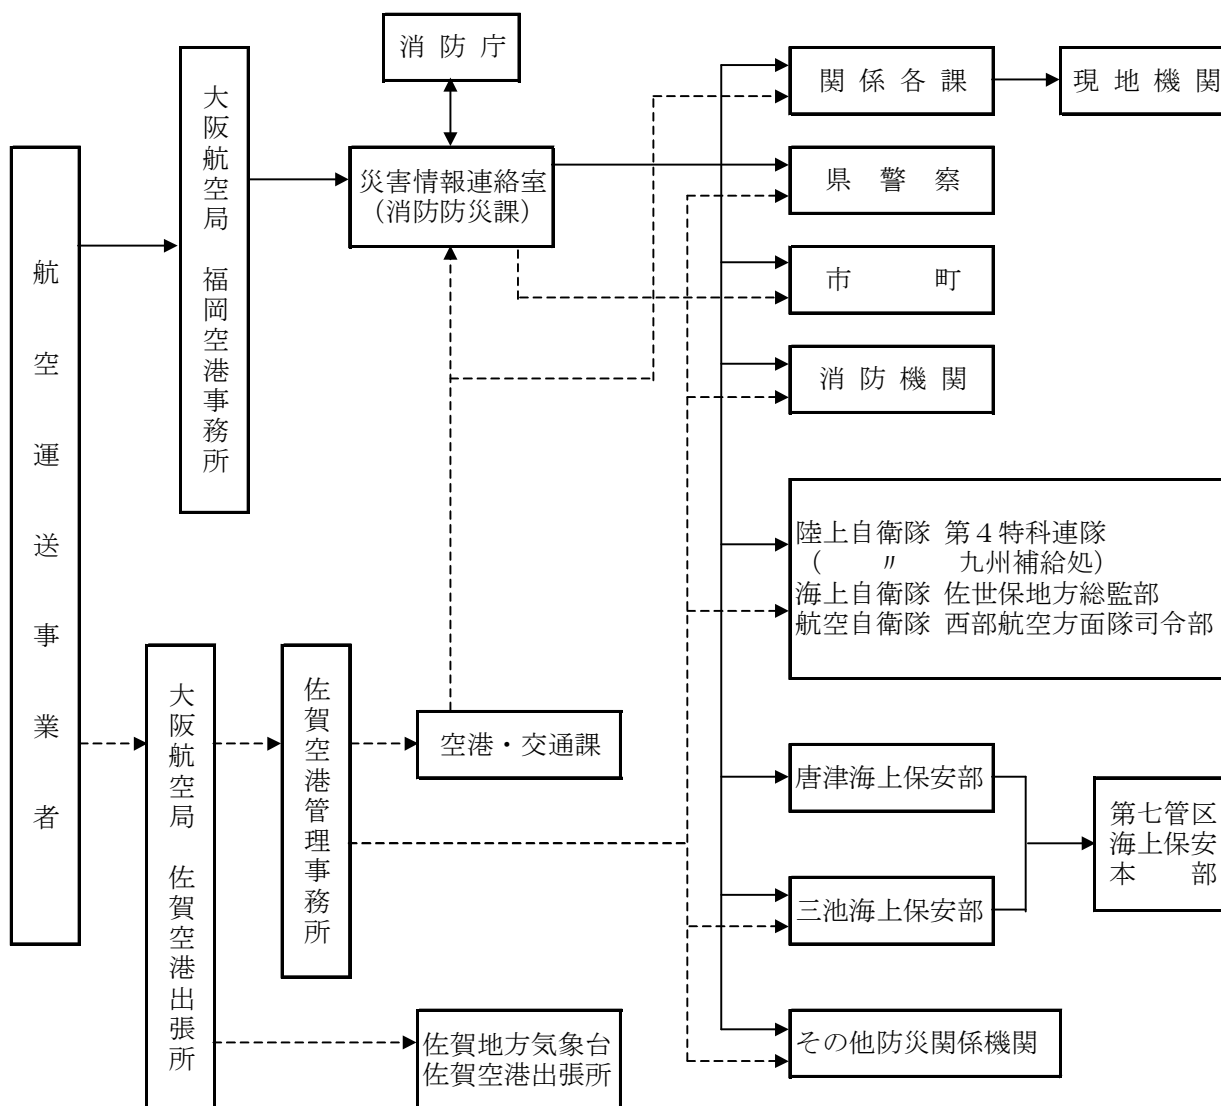 消防庁
関係各課
現地機関
大阪航空局 福岡空港事務所
災害情報連絡室
(消防防災課)
県警察
航空運送事業者
市町
消防機関
陸上自衛隊 第4特科連隊
( 〃 九州補給処)
海上自衛隊 佐世保地方総監部
航空自衛隊 西部航空方面隊司令部
大阪航空局 佐賀空港出張所
佐賀空港管理事務所
空港・交通課
唐津海上保安部
第七管区
海上保安
本部
三池海上保安部
佐賀地方気象台
佐賀空港出張所
その他防災関係機関